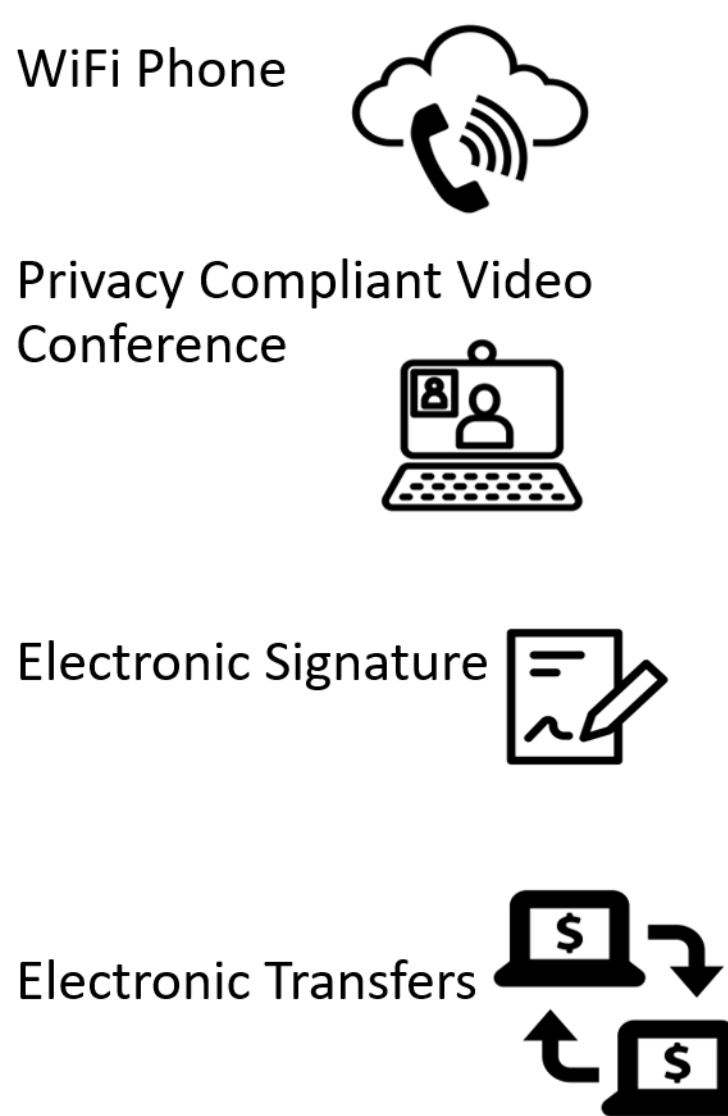 WiFi Phone
Privacy Compliant Video
Conference
Electronic Signature
Electronic Transfers
$
$